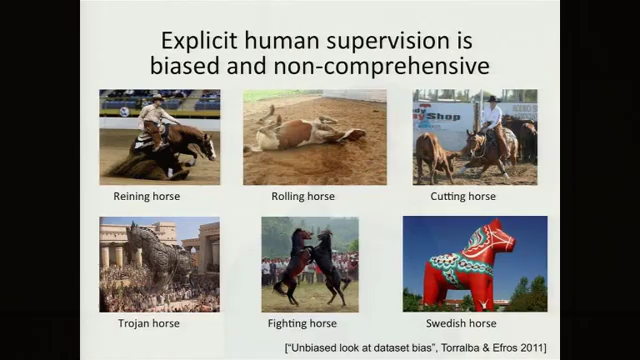 Explicit human supervision is
biased and non-comprehensive
Reining horse
Rolling horse
Cutting horse
Trojan horse
Fighting horse
Swedish horse
["Unbiased look at dataset bias", Torralba & Efros 2011]